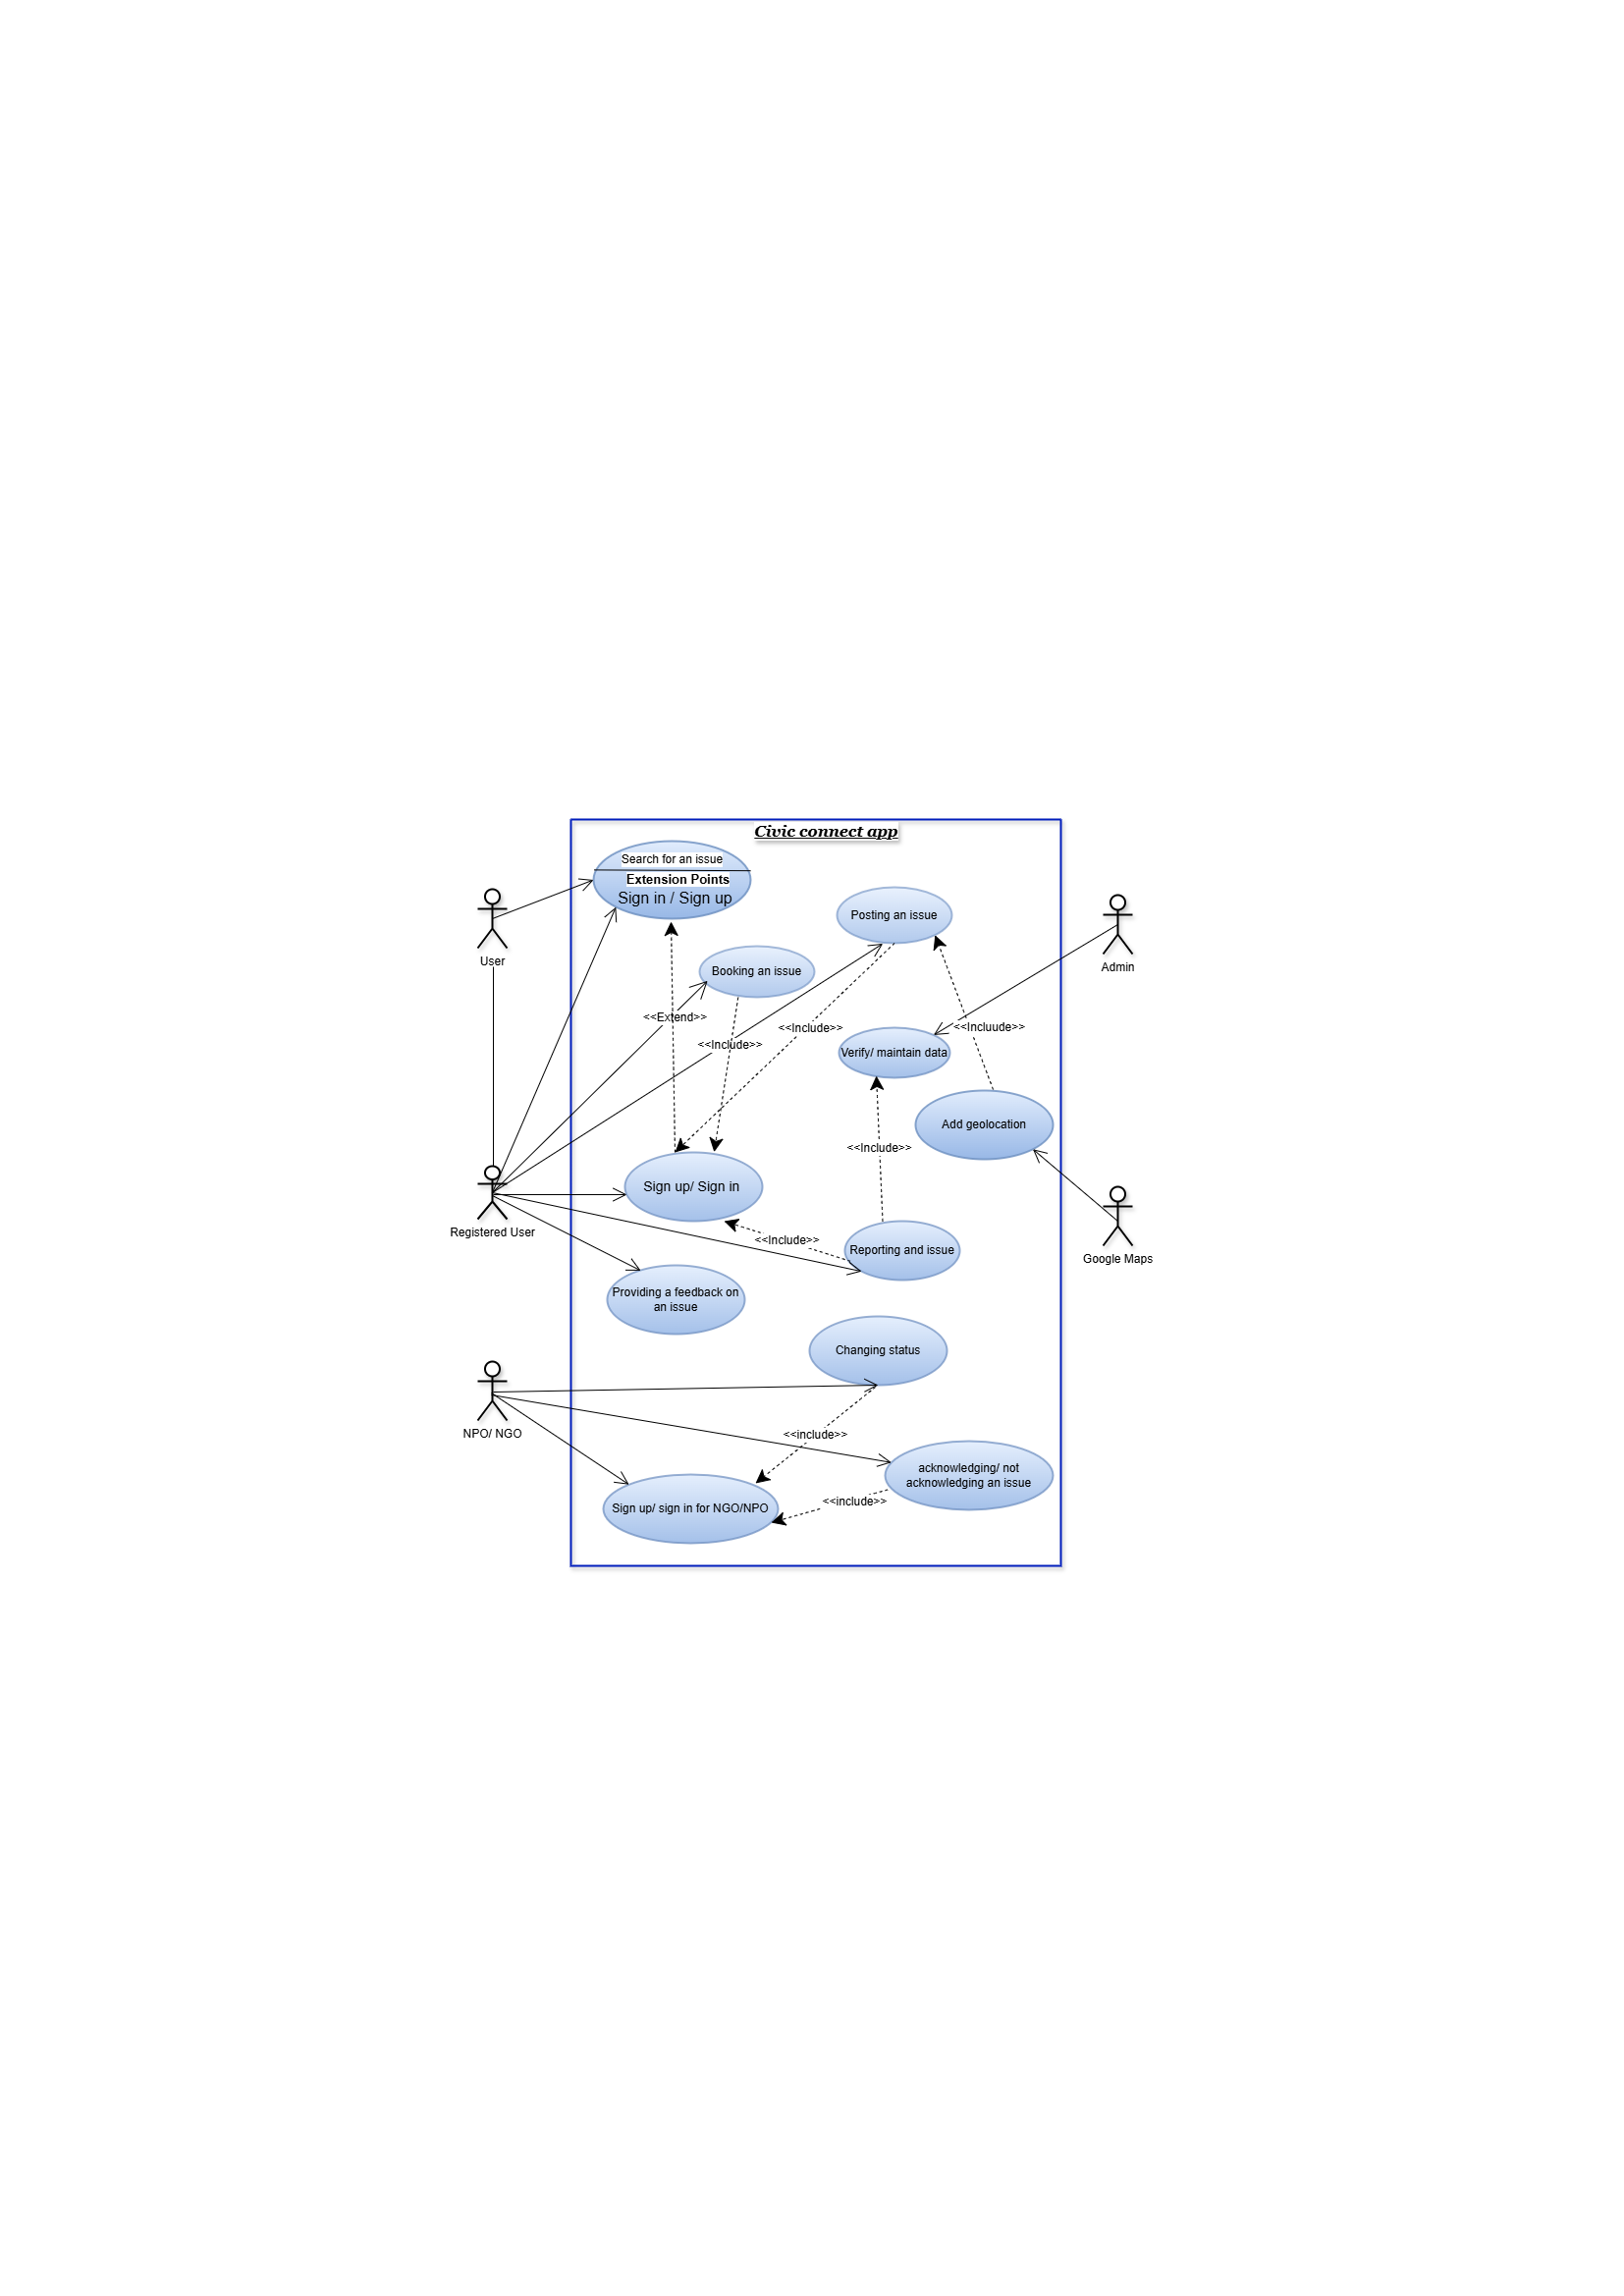 Civic connect app
Search for an issue
Extension Points
Sign in / Sign up
Posting an issue
User
Admin
Booking an issue
<<Extend>>
<<Include>>
<<Incluude>>
<<Include>>
Verify/ maintain data
Add geolocation
<<Include>>
Sign up/ Sign in
Registered User
<<Include>>
Reporting and issue
Google Maps
Providing a feedback on
an issue
Changing status
NPO/ NGO
<<include>>
acknowledging/ not
acknowledging an issue
<<include>>
Sign up/ sign in for NGO/NPO